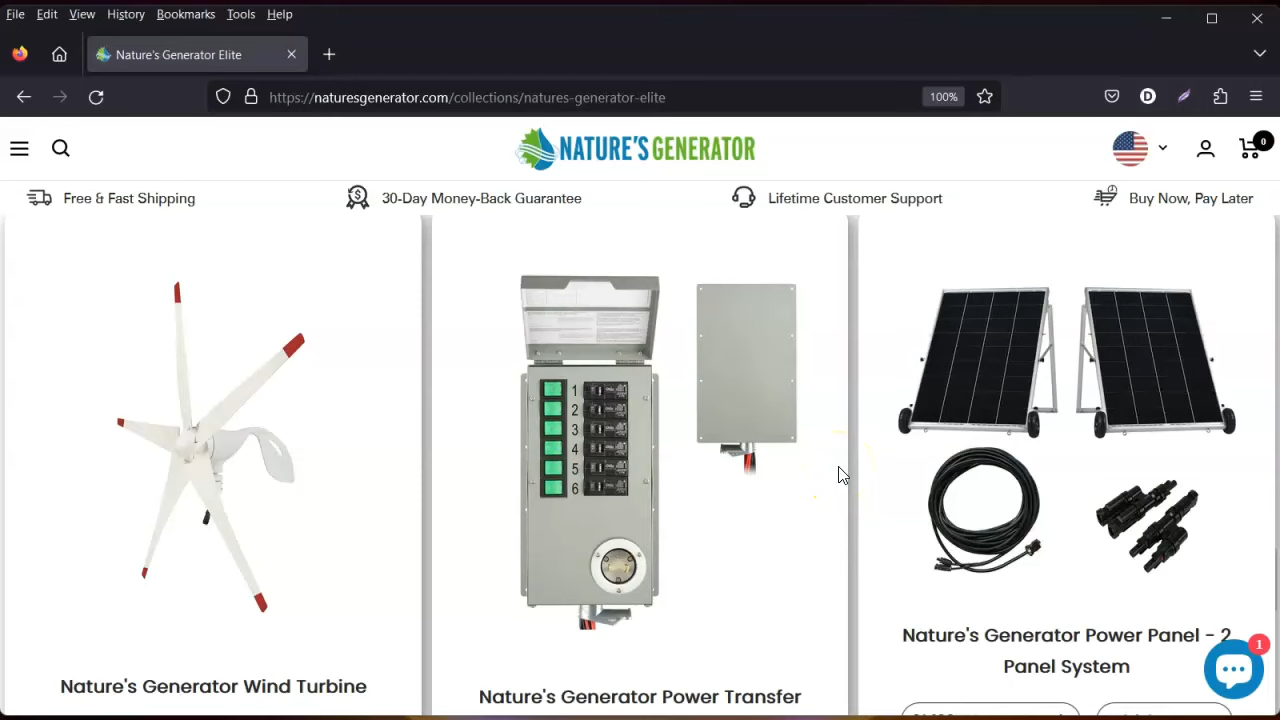 File Edit View History Bookmarks Tools Help
Nature's Generator Elite
https://naturesgenerator.com/collections/natures-generator-elite
100%
NATURE'S GENERATOR
0
Free & Fast Shipping
30-Day Money-Back Guarantee
Lifetime Customer Support
Buy Now, Pay Later
1
2
3
4
5
6
Nature's Generator Wind Turbine
Nature's Generator Power Transfer
Nature's Generator Power Panel - 2
Panel System
1